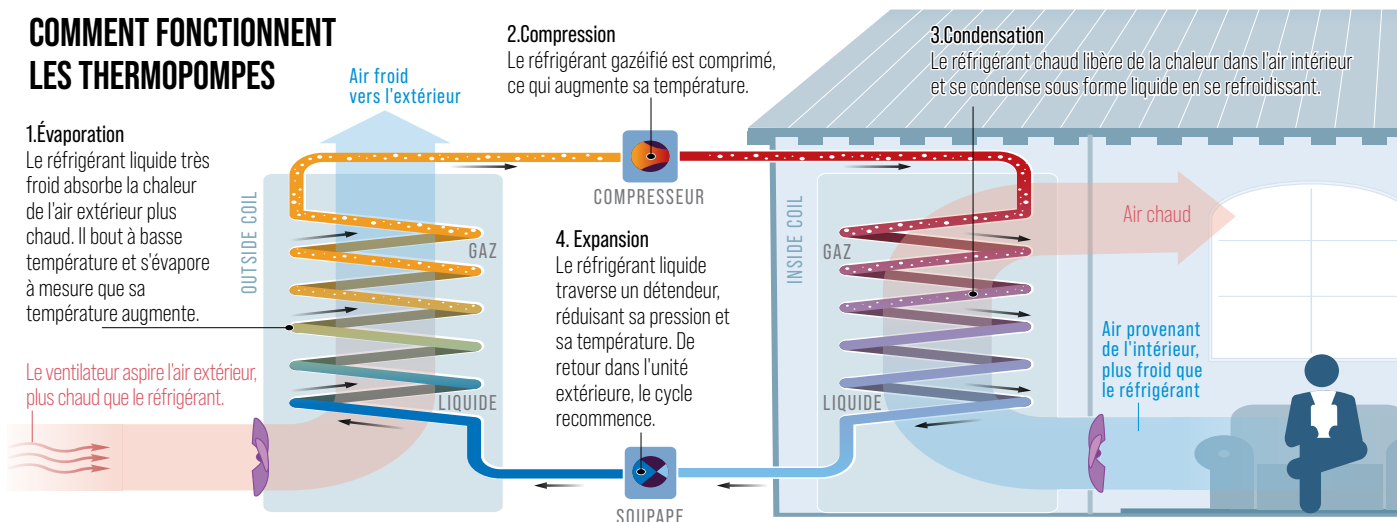 COMMENT FONCTIONNENT
LES THERMOPOMPES
1.Évaporation
Le réfrigérant liquide très
froid absorbe la chaleur
de l'air extérieur plus
chaud. Il bout à basse
température et s'évapore
à mesure que sa
température augmente.
Le ventilateur aspire l'air extérieur,
plus chaud que le réfrigérant.
Air froid
vers l'extérieur
OUTSIDE COIL
GAZ
LIQUIDE
2.Compression
Le réfrigérant gazéifié est comprimé,
ce qui augmente sa température.
COMPRESSEUR
4. Expansion
Le réfrigérant liquide
traverse un détendeur,
réduisant sa pression et
sa température. De
retour dans l'unité
extérieure, le cycle
recommence.
SOUPAPE
3.Condensation
Le réfrigérant chaud libère de la chaleur dans l'air intérieur
et se condense sous forme liquide en se refroidissant.
INSIDE COIL
GAZ
LIQUIDE
Air chaud
Air provenant
de l'intérieur,
plus froid que
le réfrigérant